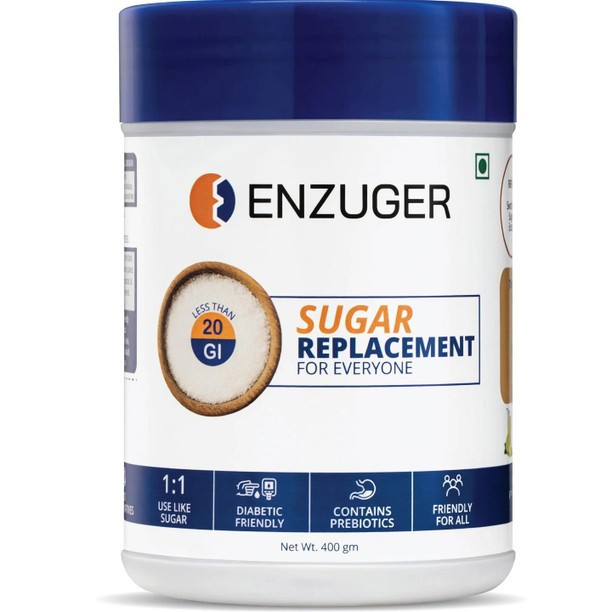 ENZUGER
LESS THAN
20
GI
SUGAR
REPLACEMENT
FOR EVERYONE
1:1
USE LIKE
SUGAR
DIABETIC
FRIENDLY
CONTAINS
PREBIOTICS
FRIENDLY
FOR ALL
Net Wt. 400 gm